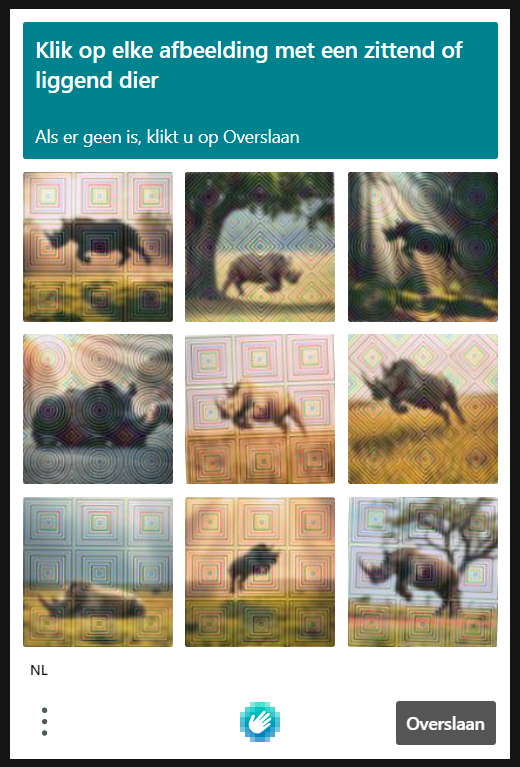 Klik op elke afbeelding met een zittend of
liggend dier
Als er geen is, klikt u op Overslaan
NL
Overslaan